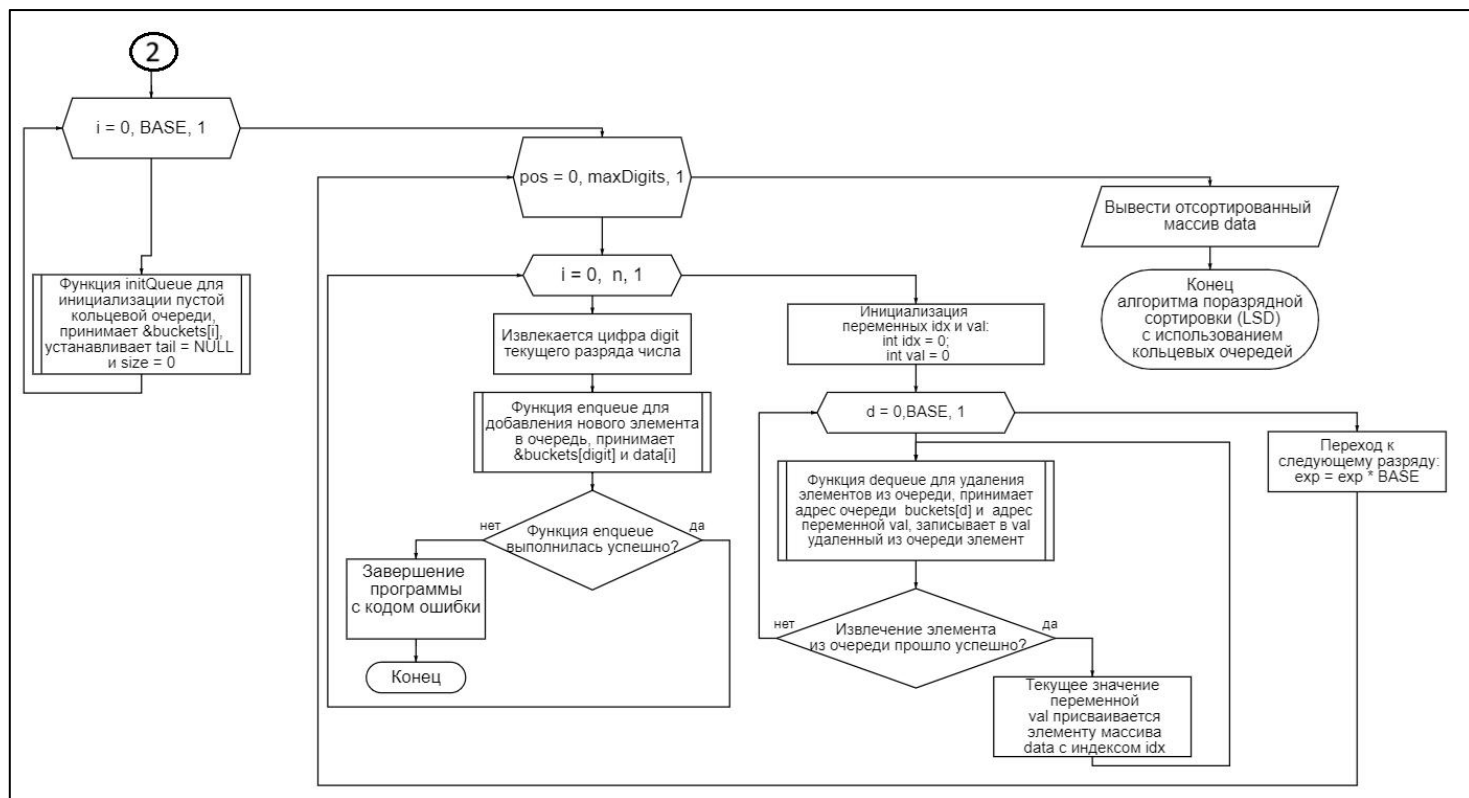 2
i = 0, BASE, 1
Функция initQueue для
инициализации пустой
кольцевой очереди,
принимает &buckets[i],
устанавливает tail = NULL
и size = 0
pos = 0, maxDigits, 1
i = 0, n, 1
Извлекается цифра digit
текущего разряда числа
Функция enqueue для
добавления нового элемента
в очередь, принимает
&buckets[digit] и data[i]
нет
Функция enqueue
выполнилась успешно?
да
Завершение
программы
с кодом ошибки
Конец
Инициализация
переменных idx и val:
int idx = 0;
int val = 0
d = 0,BASE, 1
Функция dequeue для удаления
элементов из очереди, принимает
адрес очереди buckets[d] и адрес
переменной val, записывает в val
удаленный из очереди элемент
нет
Извлечение элемента
из очереди прошло успешно?
да
Текущее значение
переменной
val присваивается
элементу массива
data с индексом idx
Переход к
следующему разряду:
exp = exp * BASE
Вывести отсортированный
массив data
Конец
алгоритма поразрядной
сортировки (LSD)
с использованием
кольцевых очередей